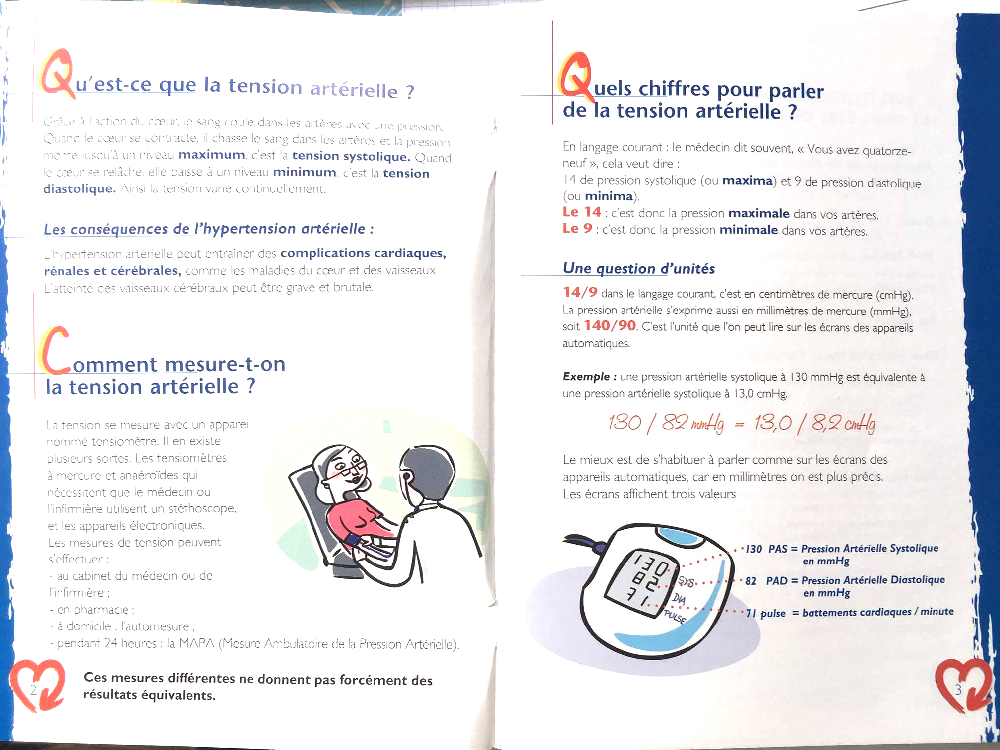 Qu'est-ce que la tension artérielle ?
Grâce à l'action du cœur, le sang coule dans les artères avec une pression.
Quand le cœur se contracte, il chasse le sang dans les artères et la pression
monte jusqu'à un niveau maximum, c'est la tension systolique. Quand
le cœur se relâche, elle baisse à un niveau minimum, c'est la tension
diastolique. Ainsi la tension varie continuellement.
Les conséquences de l'hypertension artérielle :
L'hypertension artérielle peut entraîner des complications cardiaques,
rénales et cérébrales, comme les maladies du cœur et des vaisseaux.
L'atteinte des vaisseaux cérébraux peut être grave et brutale.
Comment mesure-t-on
la tension artérielle ?
La tension se mesure avec un appareil
nommé tensiomètre. Il en existe
plusieurs sortes. Les tensiomètres
à mercure et anaéroïdes qui
nécessitent que le médecin ou
l'infirmière utilisent un stéthoscope,
et les appareils électroniques.
Les mesures de tension peuvent
s'effectuer :
- au cabinet du médecin ou de
l'infirmière ;
- en pharmacie ;
- à domicile : l'automesure ;
- pendant 24 heures : la MAPA (Mesure Ambulatoire de la Pression Artérielle).
Ces mesures différentes ne donnent pas forcément des
résultats équivalents.
2
Quels chiffres pour parler
de la tension artérielle ?
En langage courant : le médecin dit souvent, « Vous avez quatorze-
neuf », cela veut dire :
14 de pression systolique (ou maxima) et 9 de pression diastolique
(ou minima).
Le 14 : c'est donc la pression maximale dans vos artères.
Le 9 : c'est donc la pression minimale dans vos artères.
Une question d'unités
14/9 dans le langage courant, c'est en centimètres de mercure (cmHg).
La pression artérielle s'exprime aussi en millimètres de mercure (mmHg),
soit 140/90. C'est l'unité que l'on peut lire sur les écrans des appareils
automatiques.
Exemple : une pression artérielle systolique à 130 mmHg est équivalente à
une pression artérielle systolique à 13,0 cmHg.
130 / 82 mmHg = 13,0 / 8,2 cmHg
Le mieux est de s'habituer à parler comme sur les écrans des
appareils automatiques, car en millimètres on est plus précis.
Les écrans affichent trois valeurs
130 SYS
82 DIA
71 PULSE
130 PAS = Pression Artérielle Systolique
en mmHg
82 PAD = Pression Artérielle Diastolique
en mmHg
71 pulse = battements cardiaques / minute
3